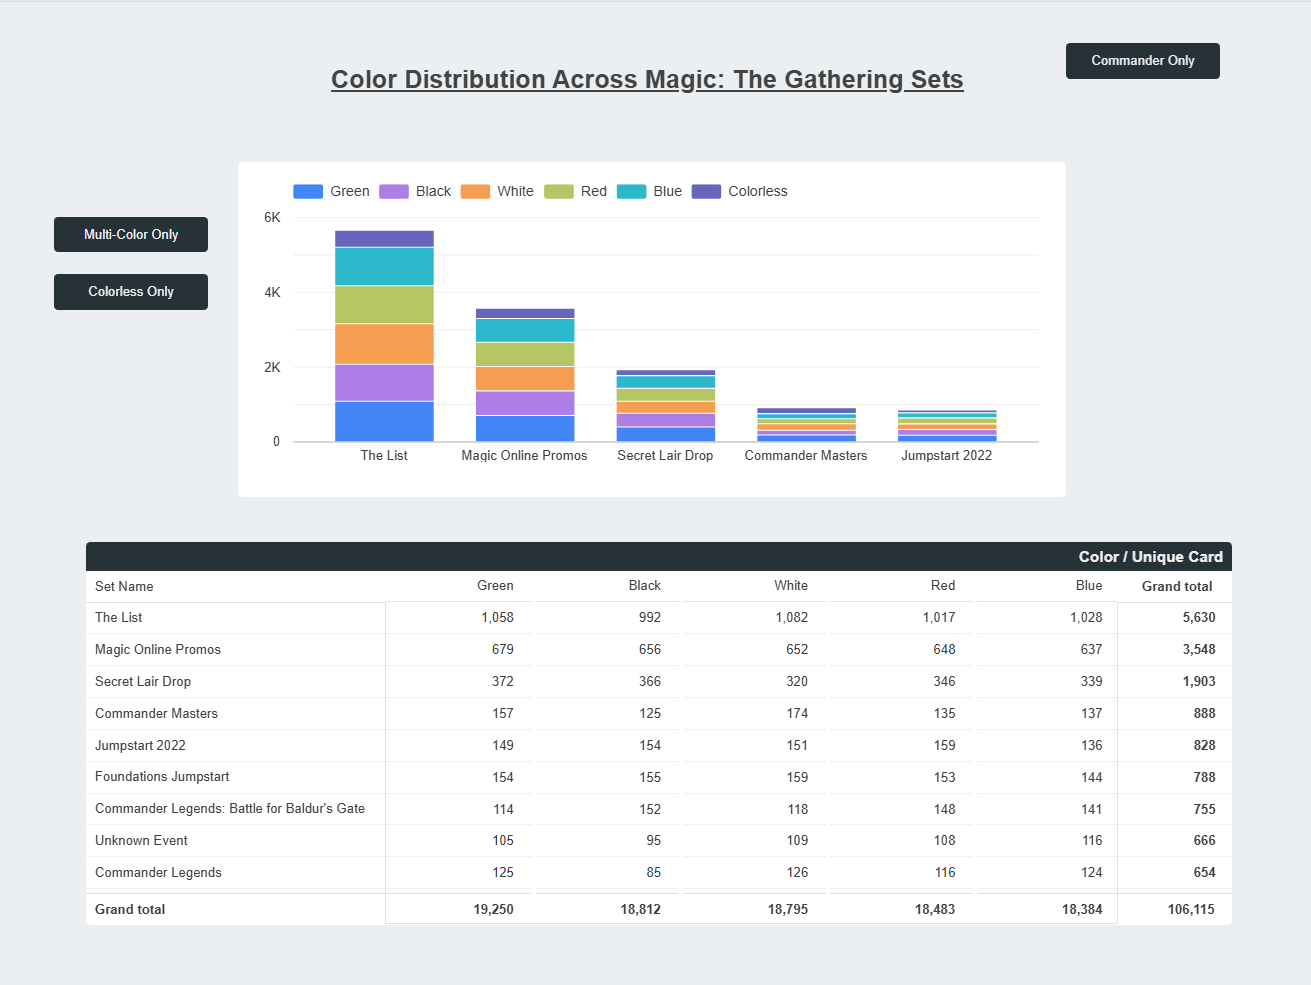 Commander Only
Color Distribution Across Magic: The Gathering Sets
Green Black White Red Blue Colorless
Multi-Color Only
Colorless Only
6K
4K
2K
0
The List Magic Online Promos Secret Lair Drop Commander Masters Jumpstart 2022
Color / Unique Card
Set Name Green Black White Red Blue Grand total
The List 1,058 992 1,082 1,017 1,028 5,630
Magic Online Promos 679 656 652 648 637 3,548
Secret Lair Drop 372 366 320 346 339 1,903
Commander Masters 157 125 174 135 137 888
Jumpstart 2022 149 154 151 159 136 828
Foundations Jumpstart 154 155 159 153 144 788
Commander Legends: Battle for Baldur's Gate 114 152 118 148 141 755
Unknown Event 105 95 109 108 116 666
Commander Legends 125 85 126 116 124 654
Grand total 19,250 18,812 18,795 18,483 18,384 106,115